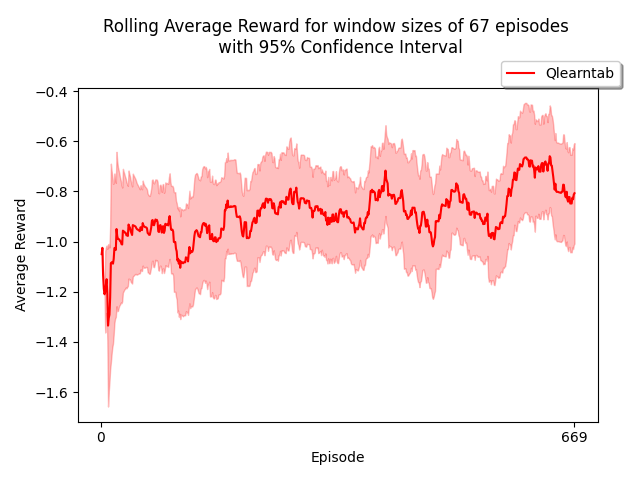 Rolling Average Reward for window sizes of 67 episodes
with 95% Confidence Interval
Qlearntab
−0.4
−0.6
−0.8
−1.0
−1.2
−1.4
−1.6
Average Reward
0
669
Episode